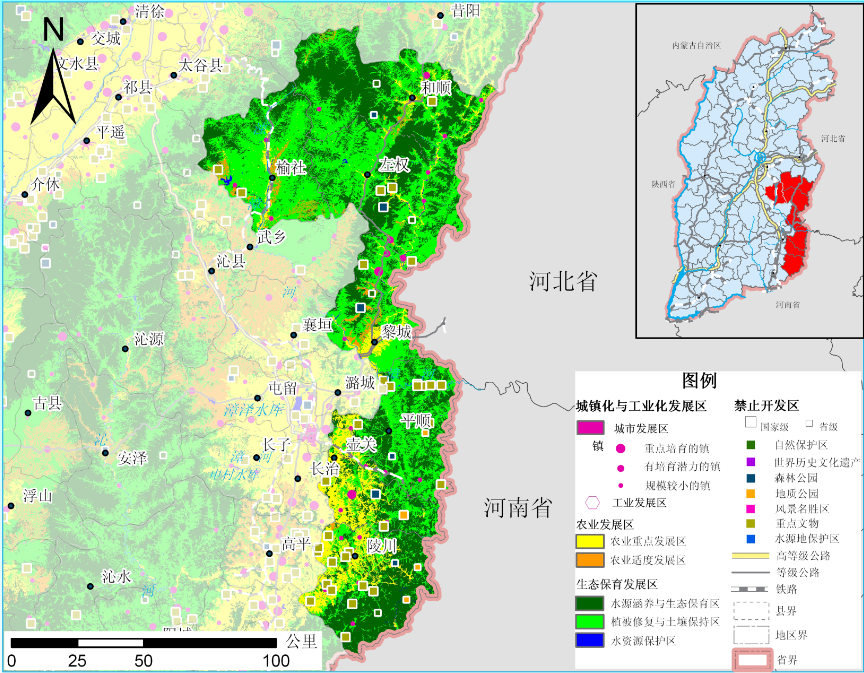 N
清徐
昔阳
交城
文水县
太谷县
祁县
和顺
平遥
介休
榆社
左权
武乡
沁县
河
襄垣
黎城
沁源
潞城
屯留
漳泽水库
古县
平顺
壶关
长子
安泽
长治
浮山
高平
陵川
沁水
河
河北省
河南省
公里
0
25
50
100
内蒙古自治区
河北省
陕西省
河南省
图例
城镇化与工业化发展区
城市发展区
镇
重点培育的镇
有培育潜力的镇
规模较小的镇
工业发展区
农业发展区
农业重点发展区
农业适度发展区
生态保育发展区
水源涵养与生态保育区
植被修复与土壤保持区
水资源保护区
禁止开发区
国家级
省级
自然保护区
世界历史文化遗产
森林公园
地质公园
风景名胜区
重点文物
水源地保护区
高等级公路
等级公路
铁路
县界
地区界
省界